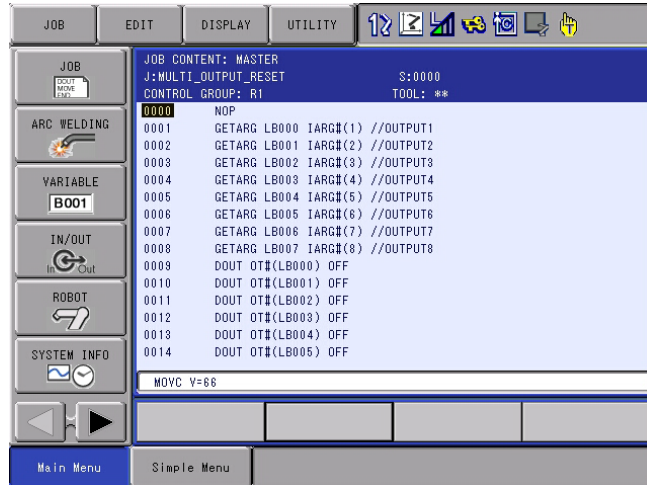 JOB EDIT DISPLAY UTILITY
JOB
DOUT
MOVE
END
ARC WELDING
VARIABLE
B001
IN/OUT
In Out
ROBOT
SYSTEM INFO
JOB CONTENT: MASTER
J:MULTI_OUTPUT_RESET S:0000
CONTROL GROUP: R1 TOOL: **
0000 NOP
0001 GETARG LB000 IARG#(1) //OUTPUT1
0002 GETARG LB001 IARG#(2) //OUTPUT2
0003 GETARG LB002 IARG#(3) //OUTPUT3
0004 GETARG LB003 IARG#(4) //OUTPUT4
0005 GETARG LB004 IARG#(5) //OUTPUT5
0006 GETARG LB005 IARG#(6) //OUTPUT6
0007 GETARG LB006 IARG#(7) //OUTPUT7
0008 GETARG LB007 IARG#(8) //OUTPUT8
0009 DOUT OT#(LB000) OFF
0010 DOUT OT#(LB001) OFF
0011 DOUT OT#(LB002) OFF
0012 DOUT OT#(LB003) OFF
0013 DOUT OT#(LB004) OFF
0014 DOUT OT#(LB005) OFF
MOVC V=66
Main Menu Simple Menu